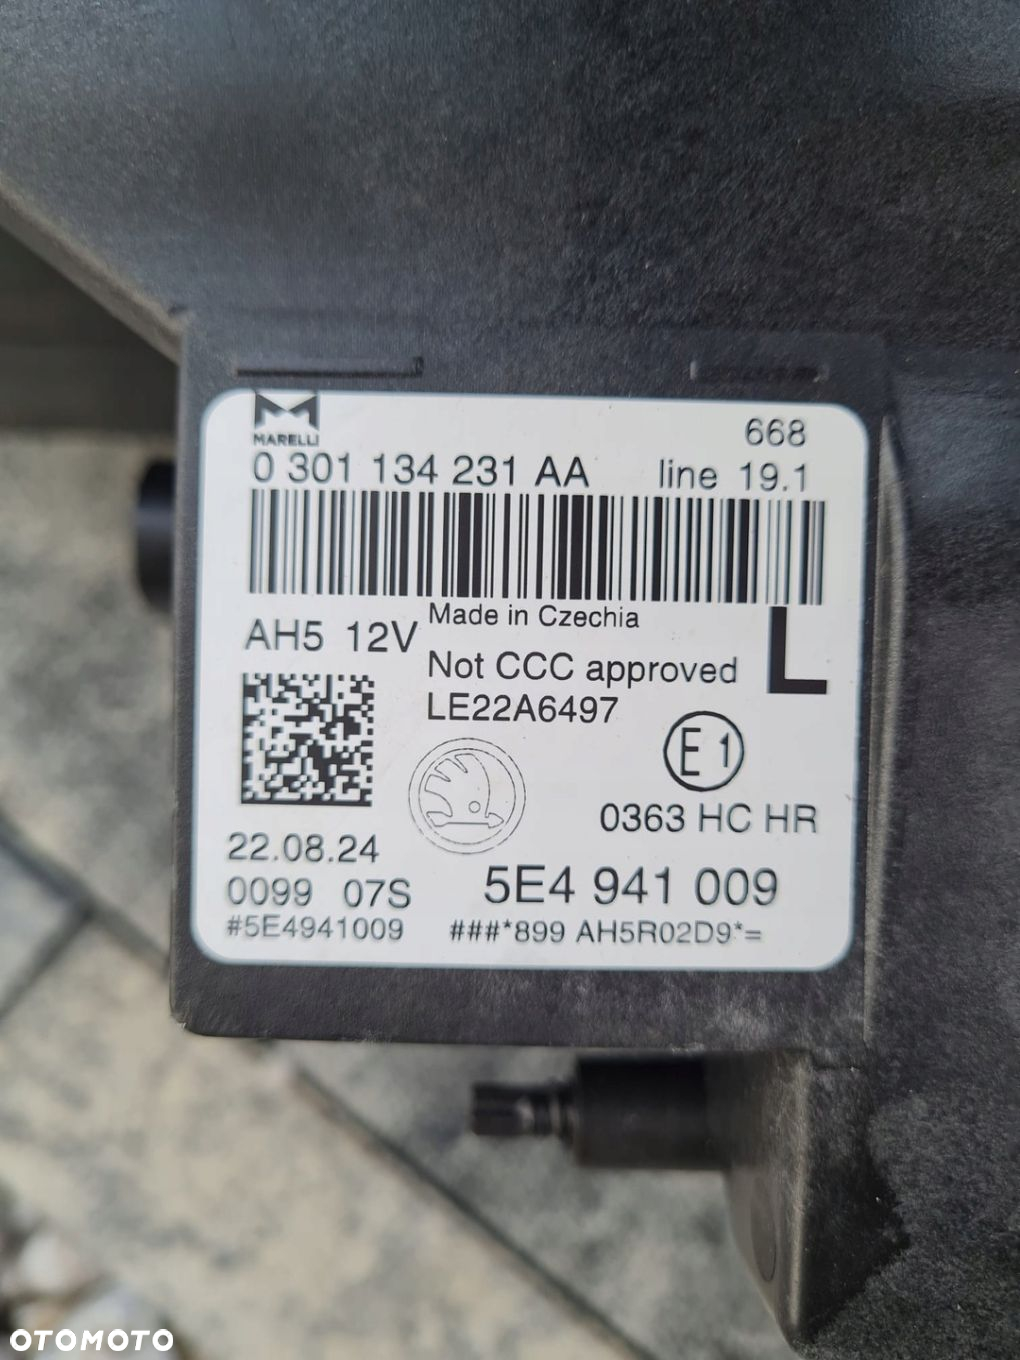 MARELLI
668
0 301 134 231 AA line 19.1
AH5 12V
Made in Czechia
L
Not CCC approved
LE22A6497
E1
0363 HC HR
22.08.24
5E4 941 009
0099 07S
#5E4941009 ###*899 AH5R02D9*=
OTOMOTO